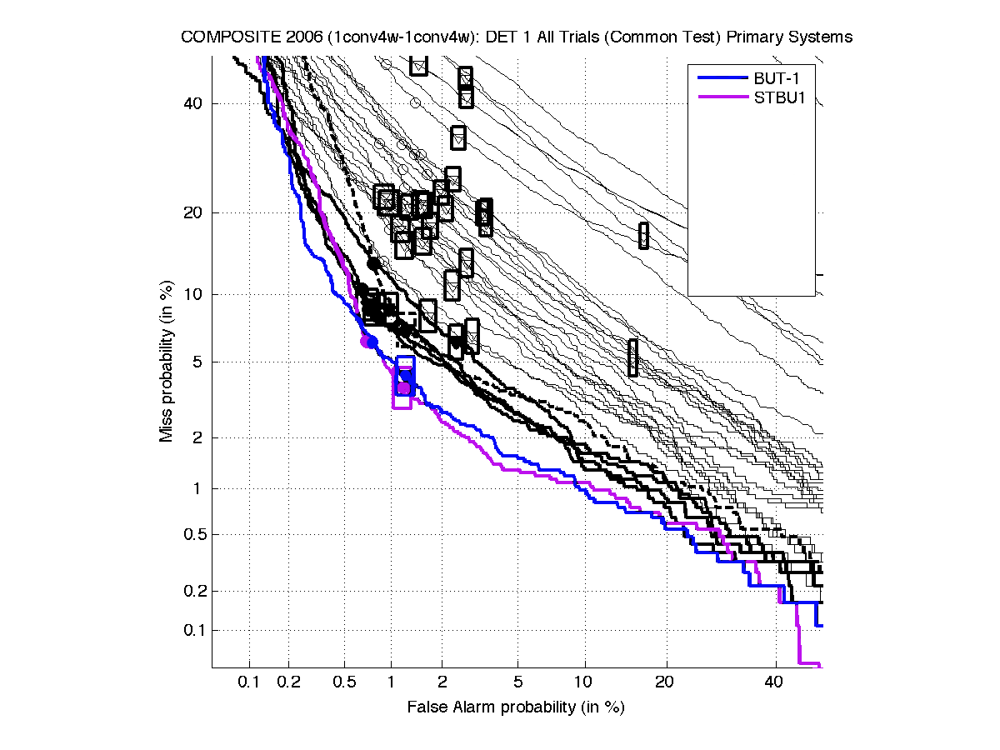 COMPOSITE 2006 (1conv4w-1conv4w): DET 1 All Trials (Common Test) Primary Systems
BUT-1
STBU1
Miss probability (in %)
40
20
10
5
2
1
0.5
0.2
0.1
0.1 0.2 0.5 1 2 5 10 20 40
False Alarm probability (in %)